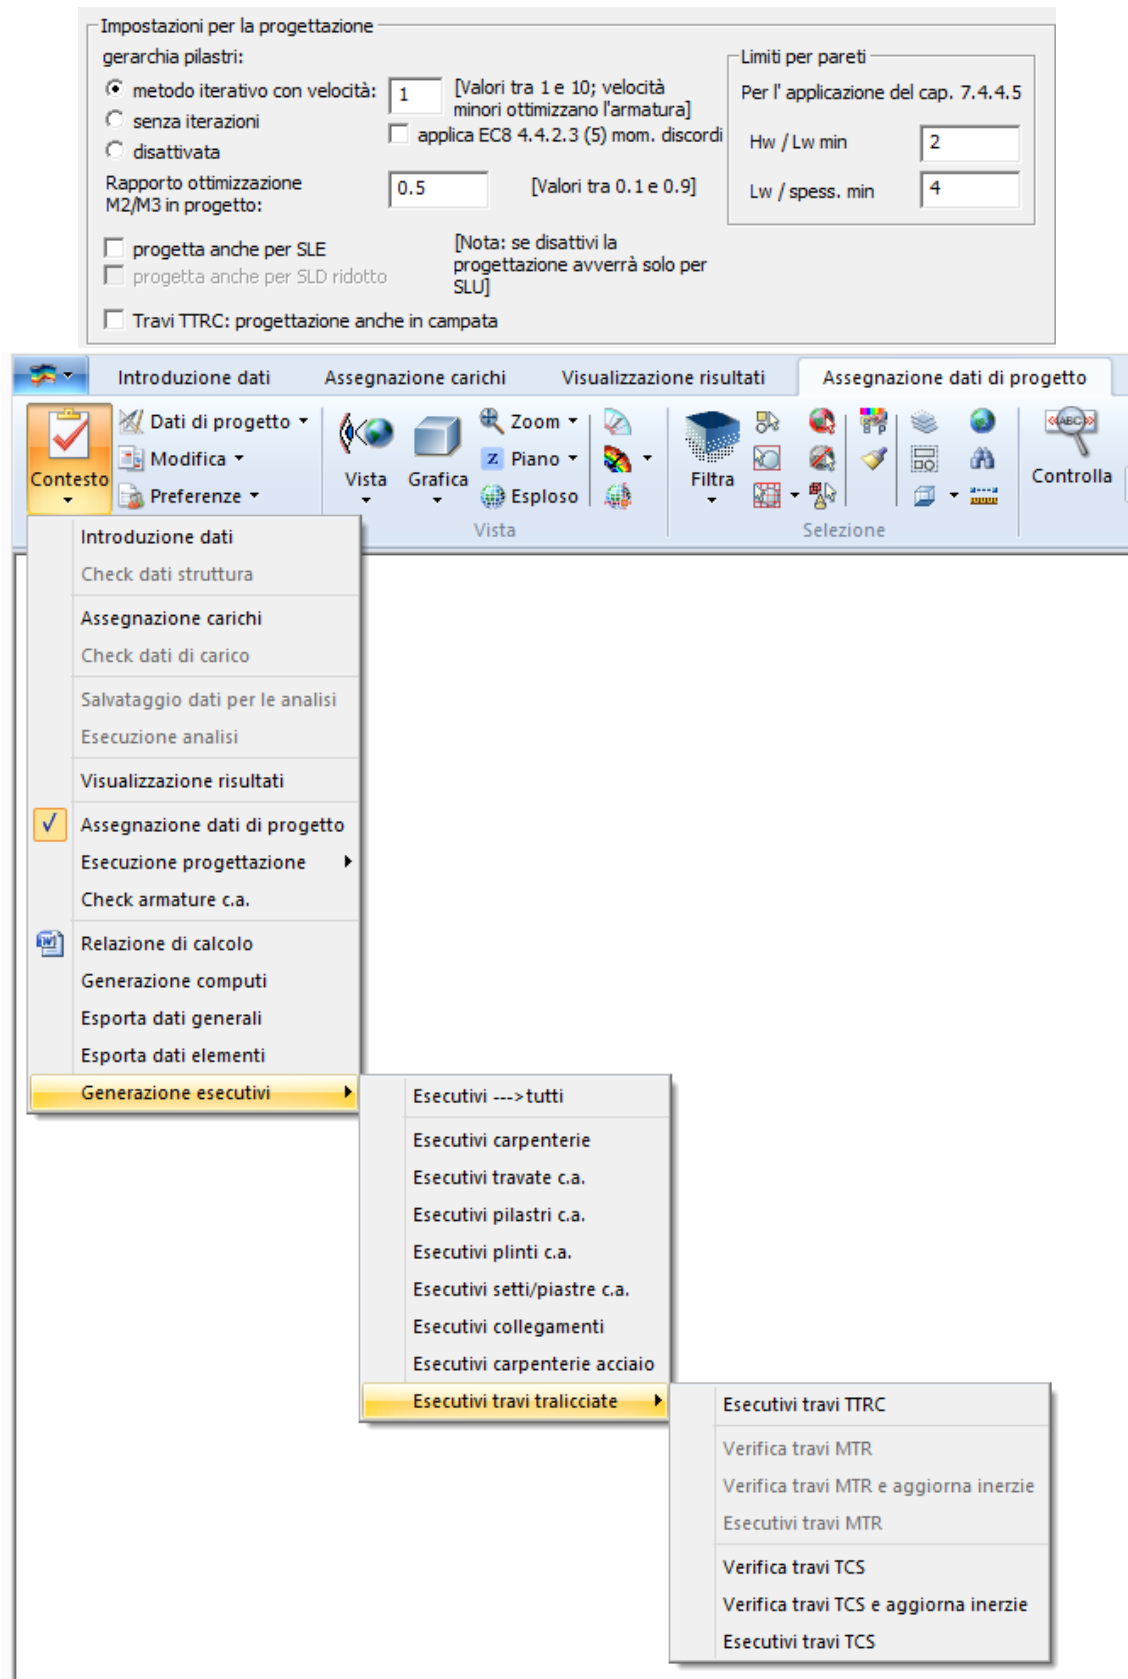 Impostazioni per la progettazione
gerarchia pilastri:
metodo iterativo con velocità: 1 [Valori tra 1 e 10; velocità
minori ottimizzano l'armatura]
senza iterazioni
applica EC8 4.4.2.3 (5) mom. discordi
disattivata
Rapporto ottimizzazione
M2/M3 in progetto:
0.5 [Valori tra 0.1 e 0.9]
progetta anche per SLE
progetta anche per SLD ridotto
[Nota: se disattivi la
progettazione avverrà solo per
SLU]
Travi TTRC: progettazione anche in campata
Limiti per pareti
Per l' applicazione del cap. 7.4.4.5
Hw / Lw min 2
Lw / spess. min 4
Introduzione dati Assegnazione carichi Visualizzazione risultati Assegnazione dati di progetto
Contesto
Dati di progetto
Modifica
Preferenze
Vista
Grafica
Zoom
Z Piano
Esploso
Vista
Filtra
Selezione
ABC
Controlla
Introduzione dati
Check dati struttura
Assegnazione carichi
Check dati di carico
Salvataggio dati per le analisi
Esecuzione analisi
Visualizzazione risultati
Assegnazione dati di progetto
Esecuzione progettazione
Check armature c.a.
Relazione di calcolo
Generazione computi
Esporta dati generali
Esporta dati elementi
Generazione esecutivi
Esecutivi --->tutti
Esecutivi carpenterie
Esecutivi travate c.a.
Esecutivi pilastri c.a.
Esecutivi plinti c.a.
Esecutivi setti/piastre c.a.
Esecutivi collegamenti
Esecutivi carpenterie acciaio
Esecutivi travi tralicciate
Esecutivi travi TTRC
Verifica travi MTR
Verifica travi MTR e aggiorna inerzie
Esecutivi travi MTR
Verifica travi TCS
Verifica travi TCS e aggiorna inerzie
Esecutivi travi TCS